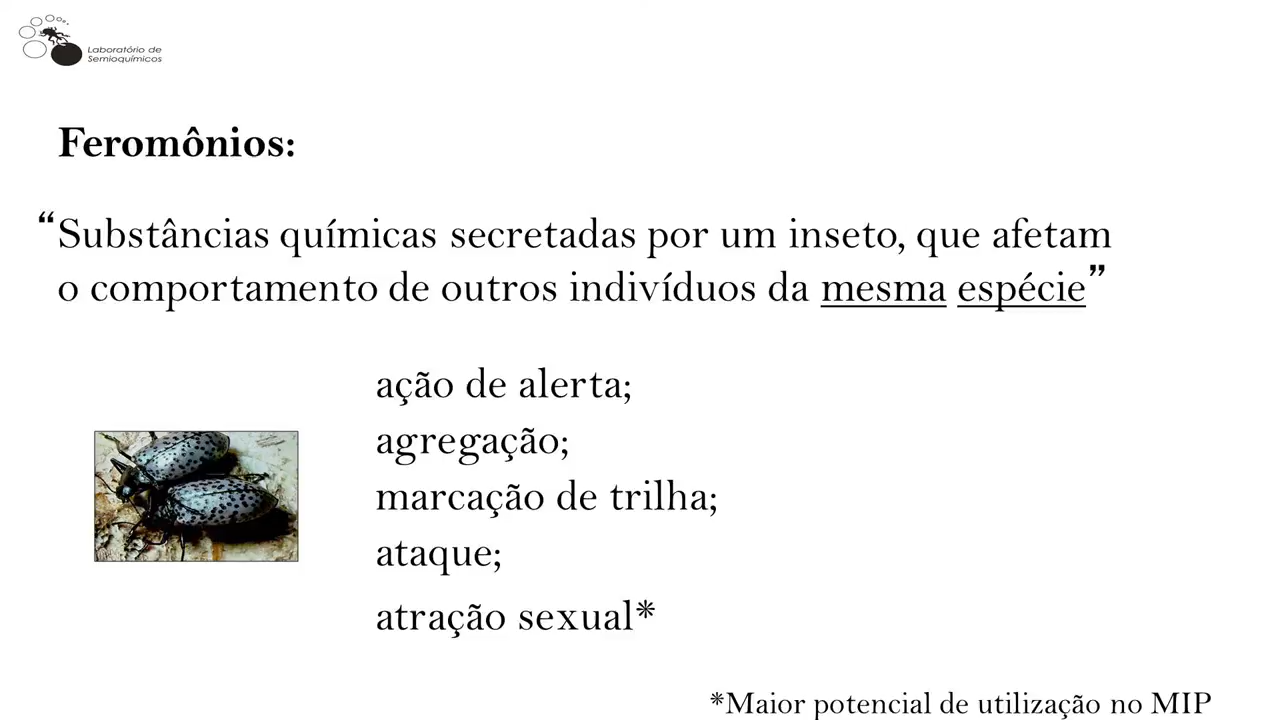 Laboratório de
Semioquímicos
Feromônios:
“Substâncias químicas secretadas por um inseto, que afetam
o comportamento de outros indivíduos da mesma espécie”
ação de alerta;
agregação;
marcação de trilha;
ataque;
atração sexual*
*Maior potencial de utilização no MIP